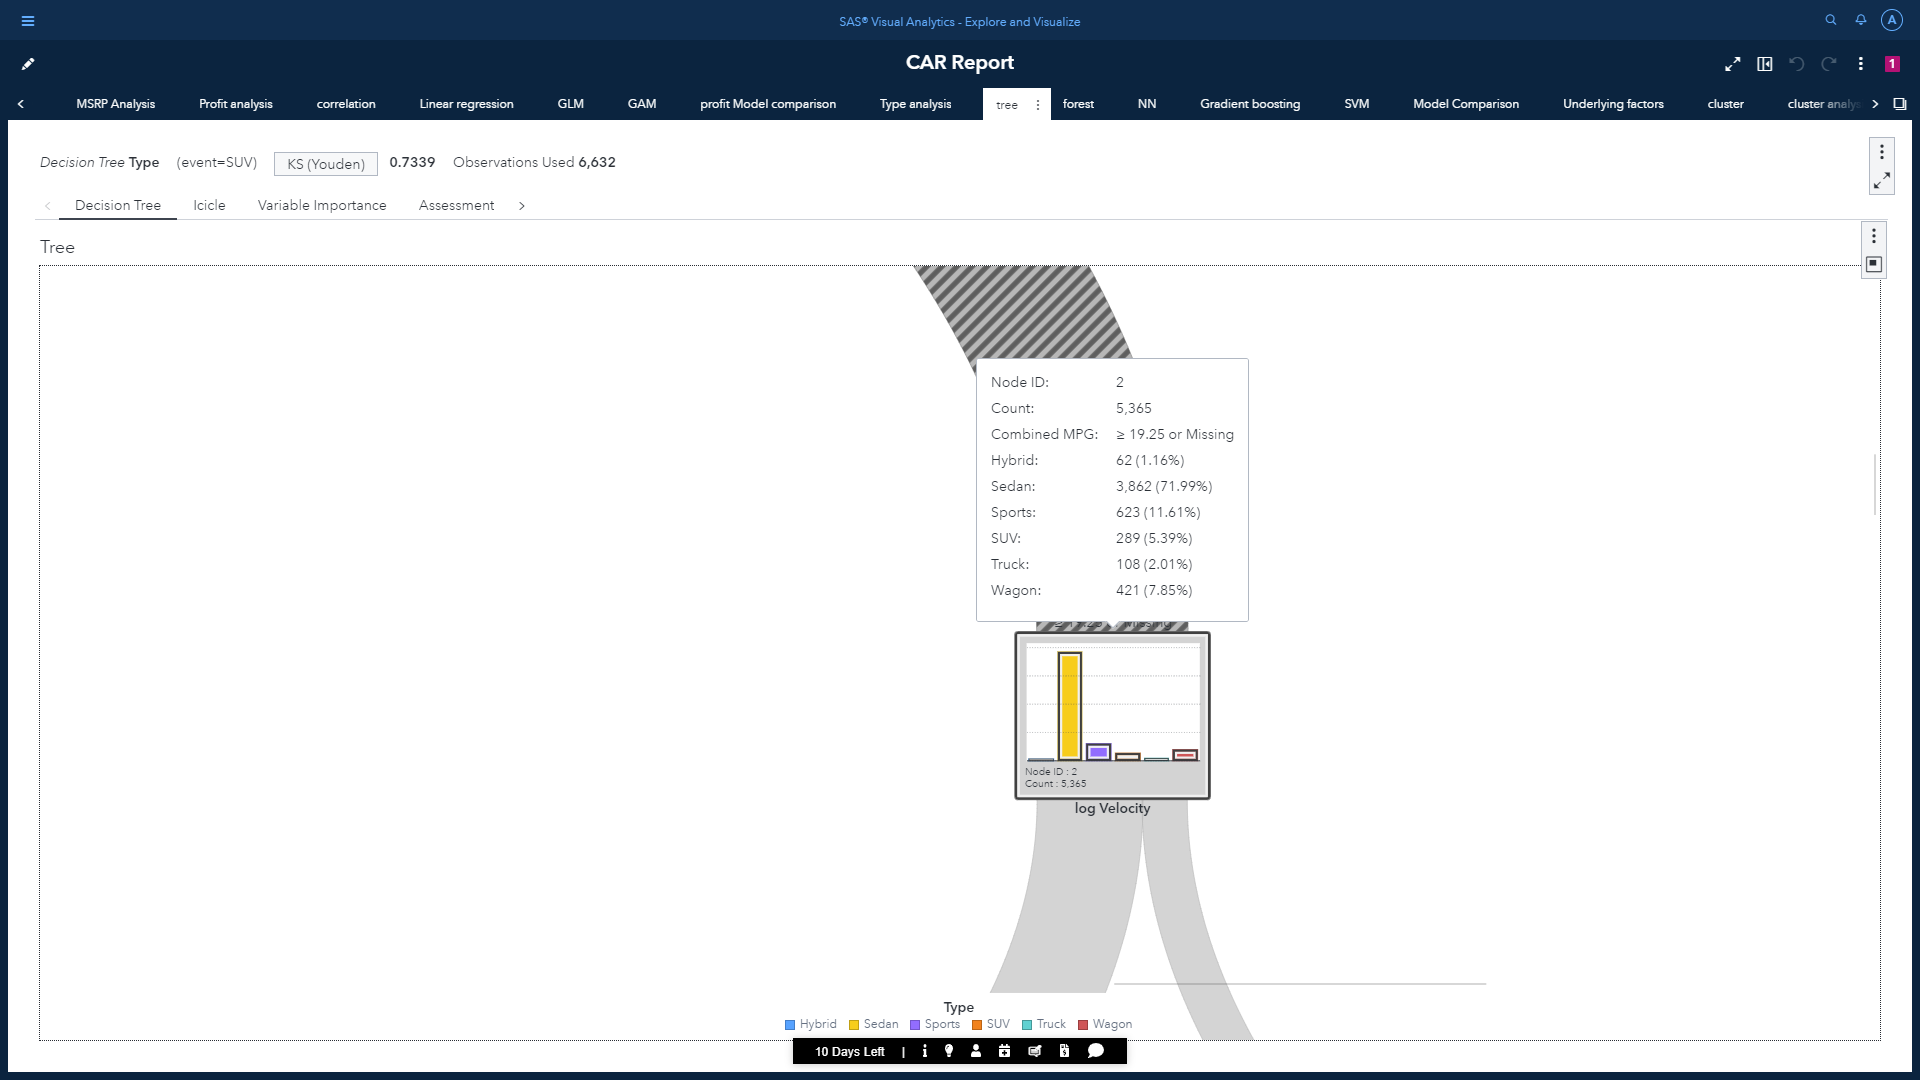 SAS® Visual Analytics - Explore and Visualize
A
CAR Report
1
MSRP Analysis Profit analysis correlation Linear regression GLM GAM profit Model comparison Type analysis tree forest NN Gradient boosting SVM Model Comparison Underlying factors cluster cluster analy
Decision Tree Type (event=SUV) KS (Youden) 0.7339 Observations Used 6,632
Decision Tree Icicle Variable Importance Assessment
Tree
Node ID: 2
Count: 5,365
Combined MPG: ≥ 19.25 or Missing
Hybrid: 62 (1.16%)
Sedan: 3,862 (71.99%)
Sports: 623 (11.61%)
SUV: 289 (5.39%)
Truck: 108 (2.01%)
Wagon: 421 (7.85%)
Node ID : 2
Count : 5,365
log Velocity
Type
Hybrid Sedan Sports SUV Truck Wagon
10 Days Left |